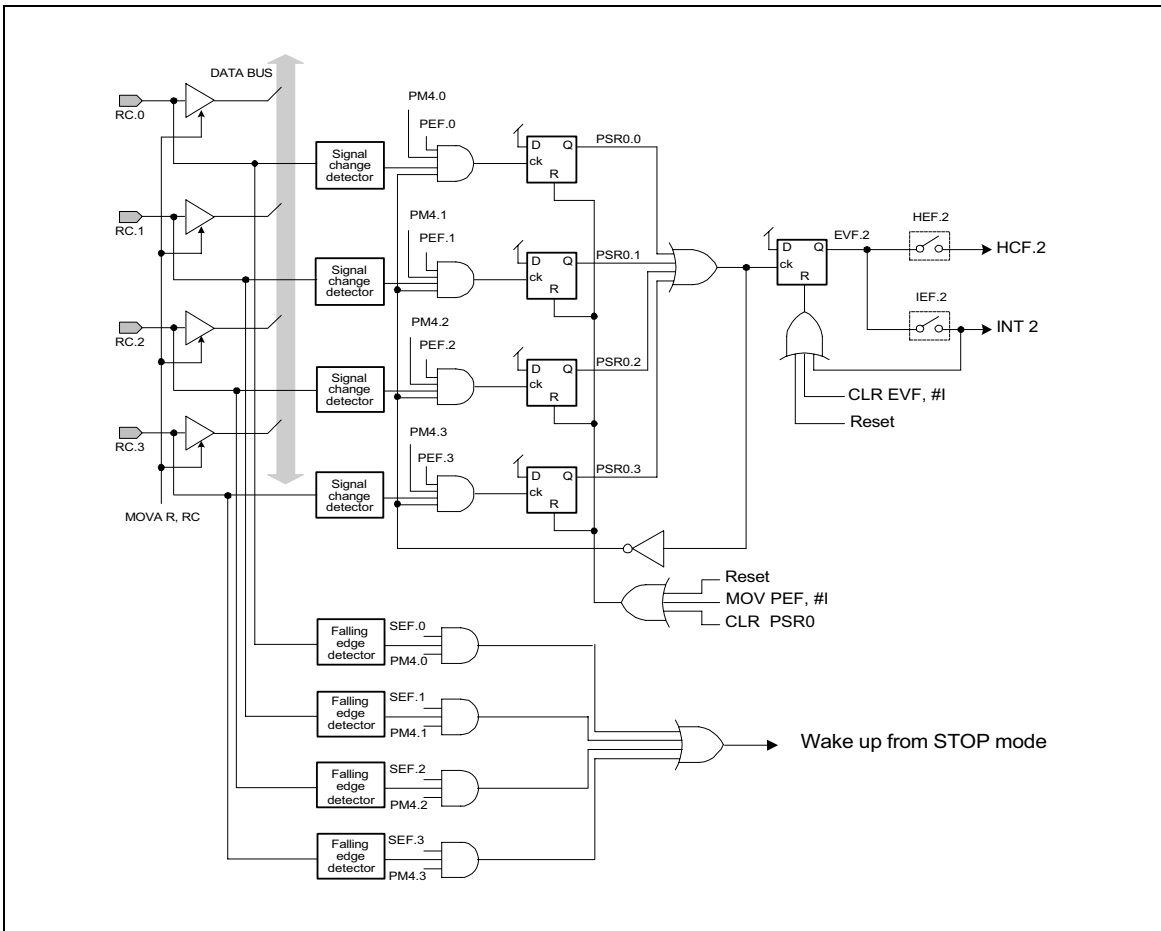 DATA BUS
RC.0
PM4.0
PEF.0
Signal
change
detector
D Q
ck
R
PSR0.0
RC.1
PM4.1
PEF.1
Signal
change
detector
D Q
ck
R
PSR0.1
RC.2
PM4.2
PEF.2
Signal
change
detector
D Q
ck
R
PSR0.2
RC.3
PM4.3
PEF.3
Signal
change
detector
D Q
ck
R
PSR0.3
MOVA R, RC
D Q
ck
R
EVF.2
HEF.2
HCF.2
IEF.2
INT 2
CLR EVF, #I
Reset
Reset
MOV PEF, #I
CLR PSR0
Falling
edge
detector
SEF.0
PM4.0
Falling
edge
detector
SEF.1
PM4.1
Falling
edge
detector
SEF.2
PM4.2
Falling
edge
detector
SEF.3
PM4.3
Wake up from STOP mode